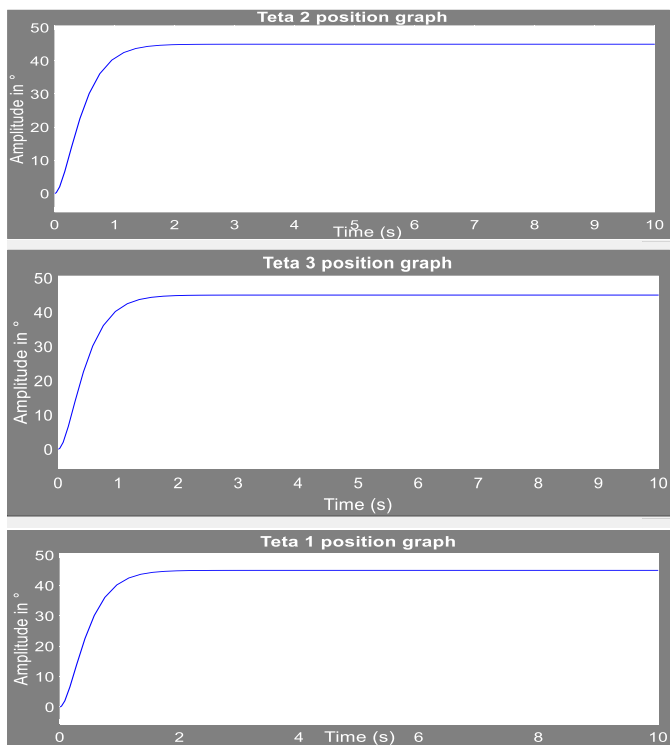 Teta 2 position graph
50
40
30
20
10
0
Amplitude in °
0 1 2 3 4 5 6 7 8 9 10
Time (s)
Teta 3 position graph
50
40
30
20
10
0
Amplitude in °
0 1 2 3 4 5 6 7 8 9 10
Time (s)
Teta 1 position graph
50
40
30
20
10
0
Amplitude in °
0 2 4 Time (s) 6 8 10